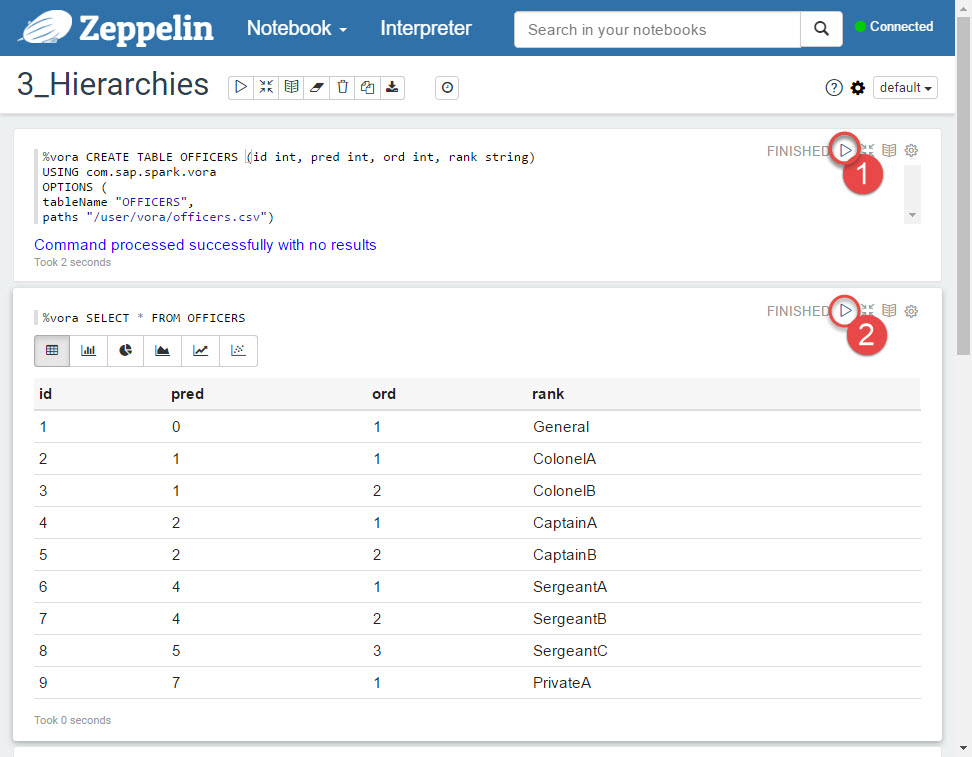 Zeppelin Notebook Interpreter Search in your notebooks Connected
3_Hierarchies ? default
%vora CREATE TABLE OFFICERS (id int, pred int, ord int, rank string) FINISHED
1
USING com.sap.spark.vora
OPTIONS (
tableName "OFFICERS",
paths "/user/vora/officers.csv")
Command processed successfully with no results
Took 2 seconds
%vora SELECT * FROM OFFICERS FINISHED
2
id pred ord rank
1 0 1 General
2 1 1 ColonelA
3 1 2 ColonelB
4 2 1 CaptainA
5 2 2 CaptainB
6 4 1 SergeantA
7 4 2 SergeantB
8 5 3 SergeantC
9 7 1 PrivateA
Took 0 seconds